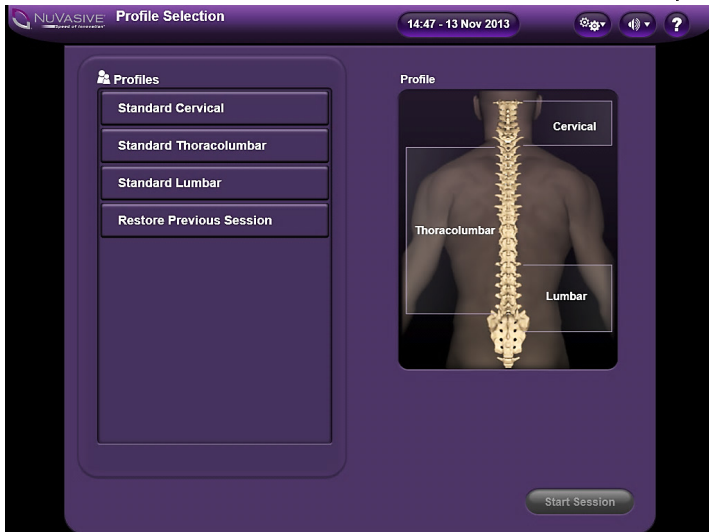 NUVASIVE
Speed of Innovation
Profile Selection
14:47 - 13 Nov 2013
?
Profiles
Standard Cervical
Standard Thoracolumbar
Standard Lumbar
Restore Previous Session
Profile
Cervical
Thoracolumbar
Lumbar
Start Session